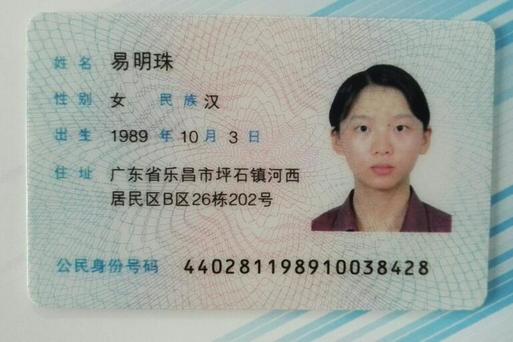 姓名 易明珠
性别 女 民族 汉
出生 1989 年 10 月 3 日
住址 广东省乐昌市坪石镇河西
居民区B区26栋202号
公民身份号码 440281198910038428